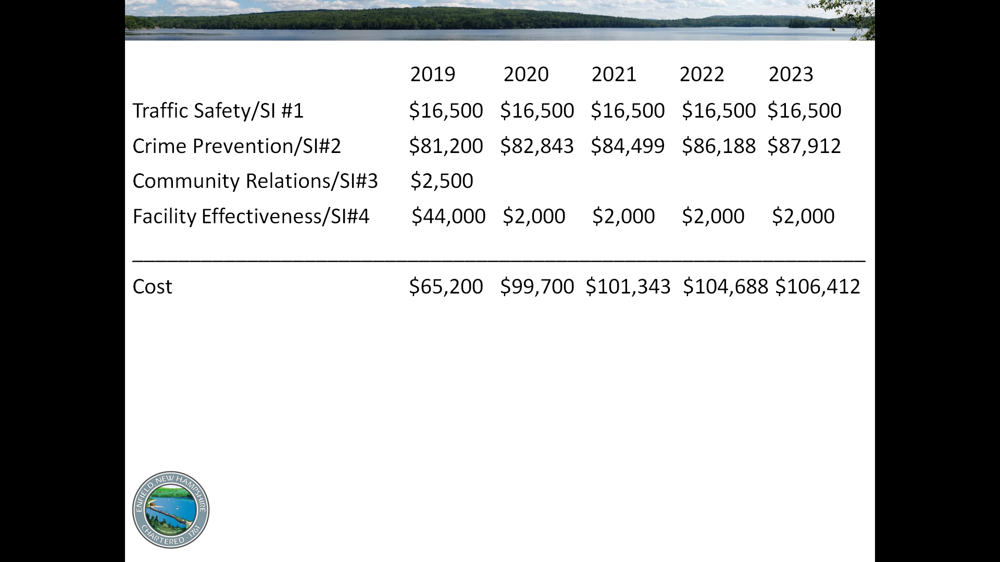 2019 2020 2021 2022 2023
Traffic Safety/SI #1 $16,500 $16,500 $16,500 $16,500 $16,500
Crime Prevention/SI#2 $81,200 $82,843 $84,499 $86,188 $87,912
Community Relations/SI#3 $2,500
Facility Effectiveness/SI#4 $44,000 $2,000 $2,000 $2,000 $2,000
Cost $65,200 $99,700 $101,343 $104,688 $106,412
ENFIELD, NEW HAMPSHIRE
CHARTERED · 1761